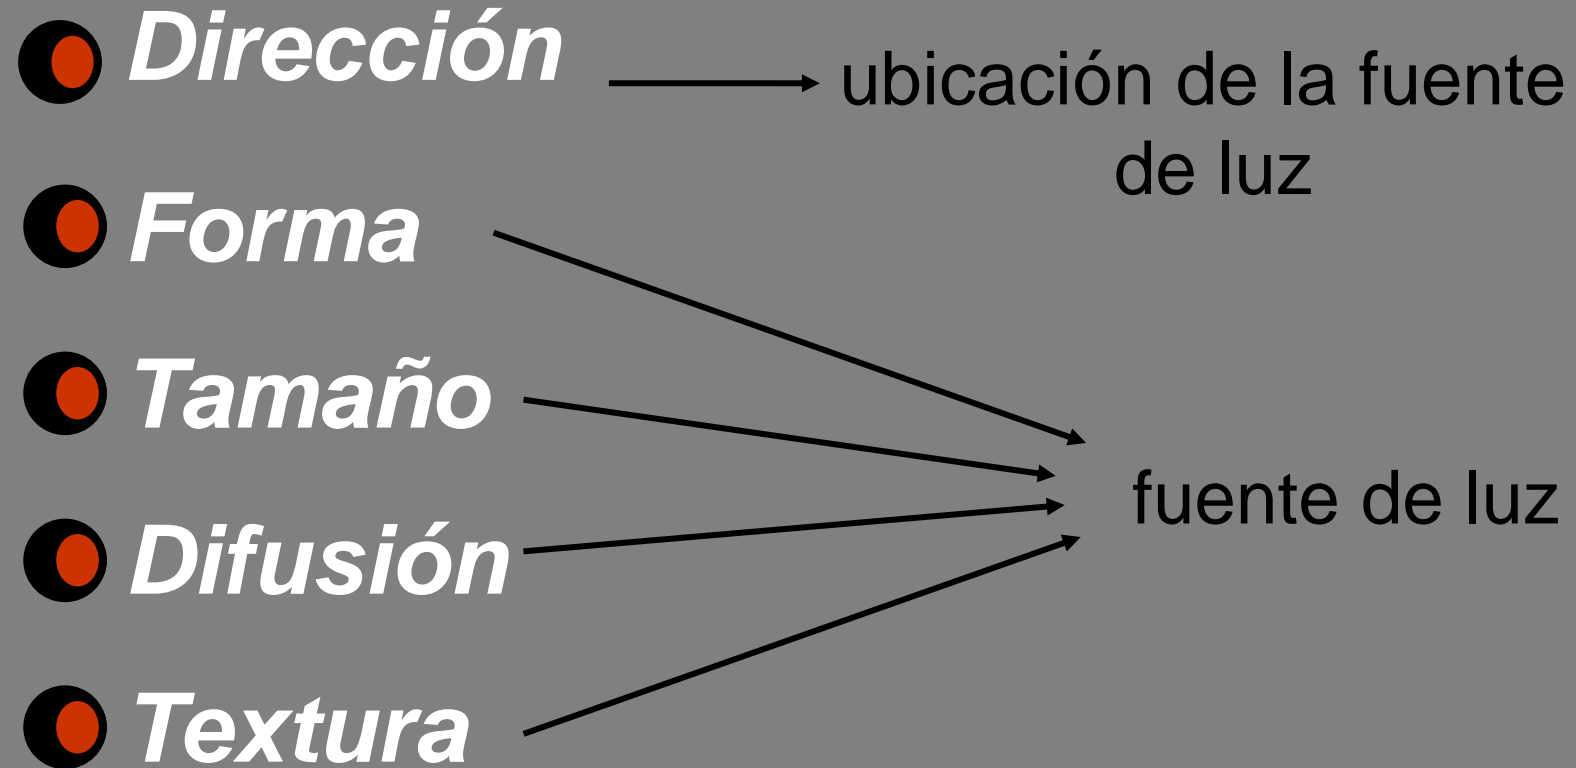 Dirección
ubicación de la fuente
de luz
Forma
Tamaño
fuente de luz
Difusión
Textura